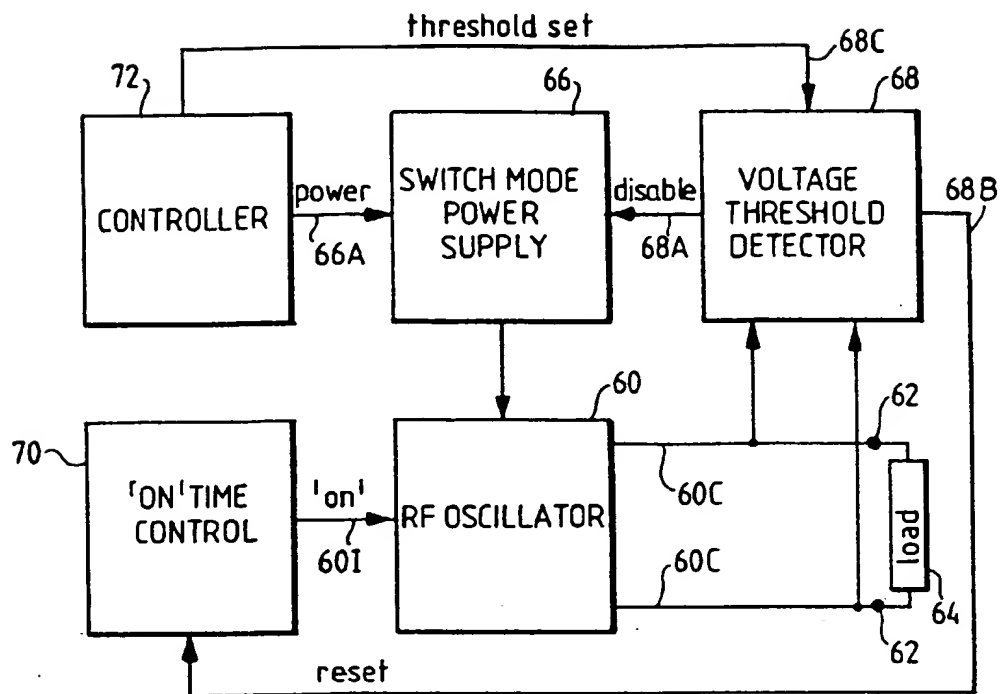 threshold set
68C
72
66
68
CONTROLLER
power
66A
SWITCH MODE
POWER
SUPPLY
disable
68A
VOLTAGE
THRESHOLD
DETECTOR
68B
60
62
70
'ON' TIME
CONTROL
'on'
60I
RF OSCILLATOR
60C
60C
load
64
62
reset